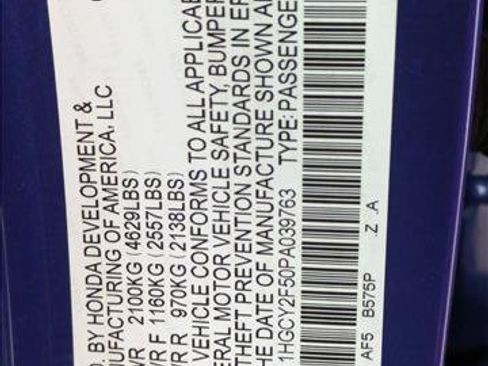 . BY HONDA DEVELOPMENT &
UFACTURING OF AMERICA, LLC
WR 2100KG (4629LBS)
WR F 1160KG (2557LBS)
WR R 970KG (2138LBS)
VEHICLE CONFORMS TO ALL APPLICAB
ERAL MOTOR VEHICLE SAFETY, BUMPER
THEFT PREVENTION STANDARDS IN EF
HE DATE OF MANUFACTURE SHOWN A
1HGCY2F50PA039763 TYPE: PASSENGE
AF5 B575P Z A